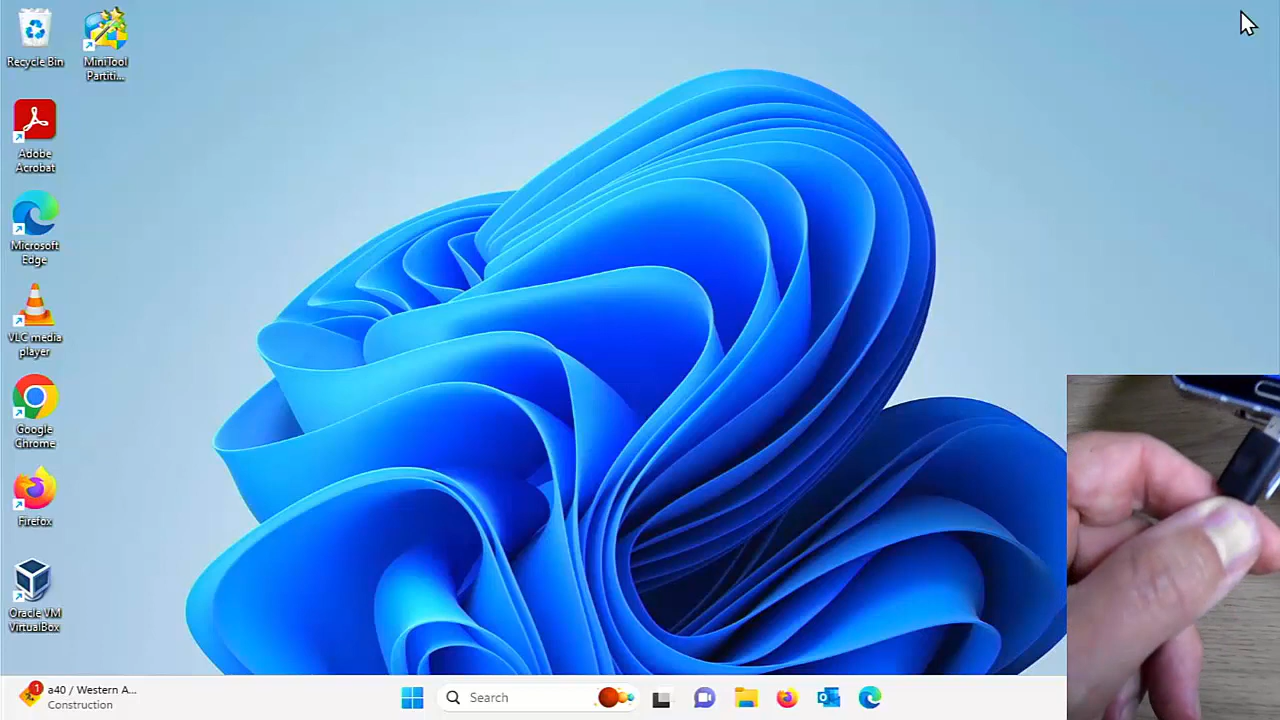 Recycle Bin
MiniTool
Partiti...
Adobe
Acrobat
Microsoft
Edge
VLC media
player
Google
Chrome
Firefox
Oracle VM
VirtualBox
1
a40 / Western A...
Construction
Search